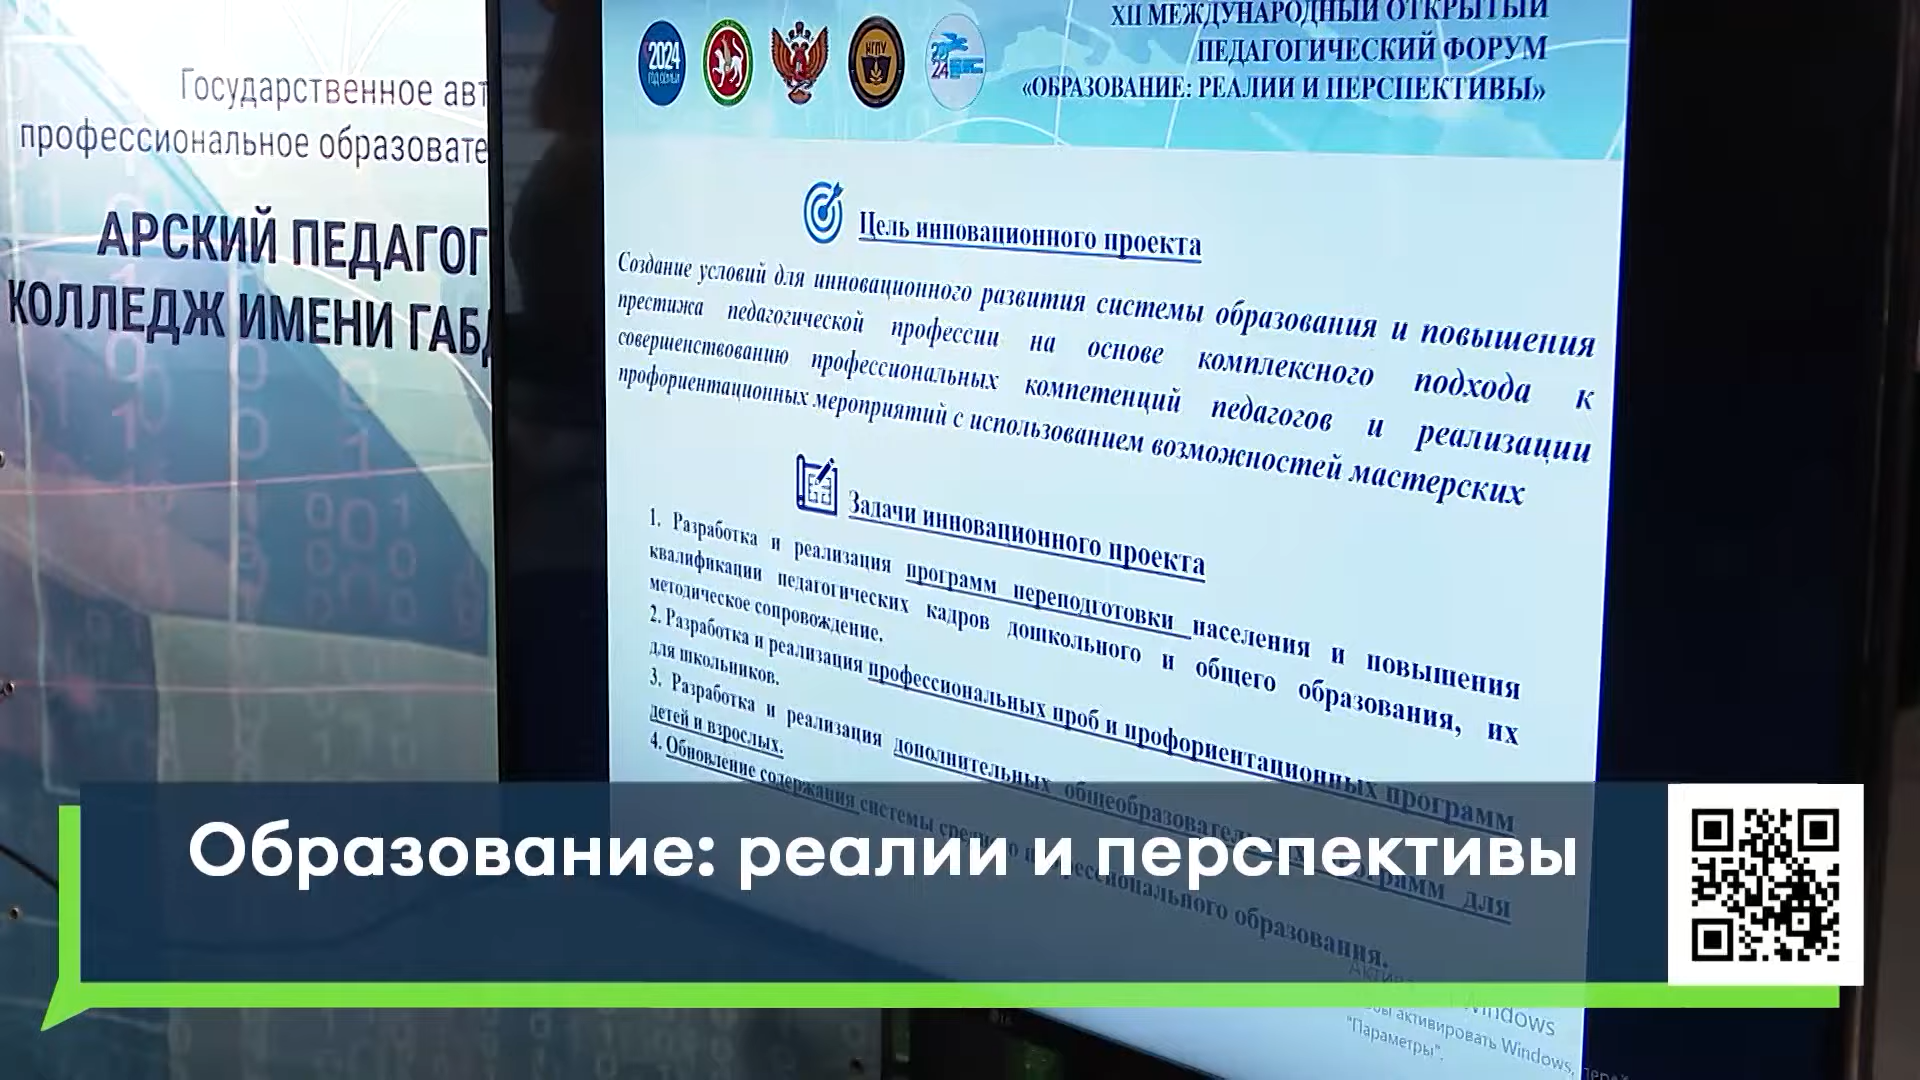 Государственное авт
профессиональное образовате
АРСКИЙ ПЕДАГОГ
КОЛЛЕДЖ ИМЕНИ ГАБД
2024
ГОД СЕМЬИ
НГПУ
2024
XII МЕЖДУНАРОДНЫЙ ОТКРЫТЫЙ
ПЕДАГОГИЧЕСКИЙ ФОРУМ
«ОБРАЗОВАНИЕ: РЕАЛИИ И ПЕРСПЕКТИВЫ»
Цель инновационного проекта
Создание условий для инновационного развития системы образования и повышения
престижа педагогической профессии на основе комплексного подхода к
совершенствованию профессиональных компетенций педагогов и реализации
профориентационных мероприятий с использованием возможностей мастерских
Задачи инновационного проекта
1. Разработка и реализация программ переподготовки населения и повышения
квалификации педагогических кадров дошкольного и общего образования, их
методическое сопровождение.
2. Разработка и реализация профессиональных проб и профориентационных программ
для школьников.
3. Разработка и реализация дополнительных общеобразовательных программ для
детей и взрослых.
4. Обновление содержания системы среднего профессионального образования.
Образование: реалии и перспективы
Windows
активировать Windows,
"Параметры".